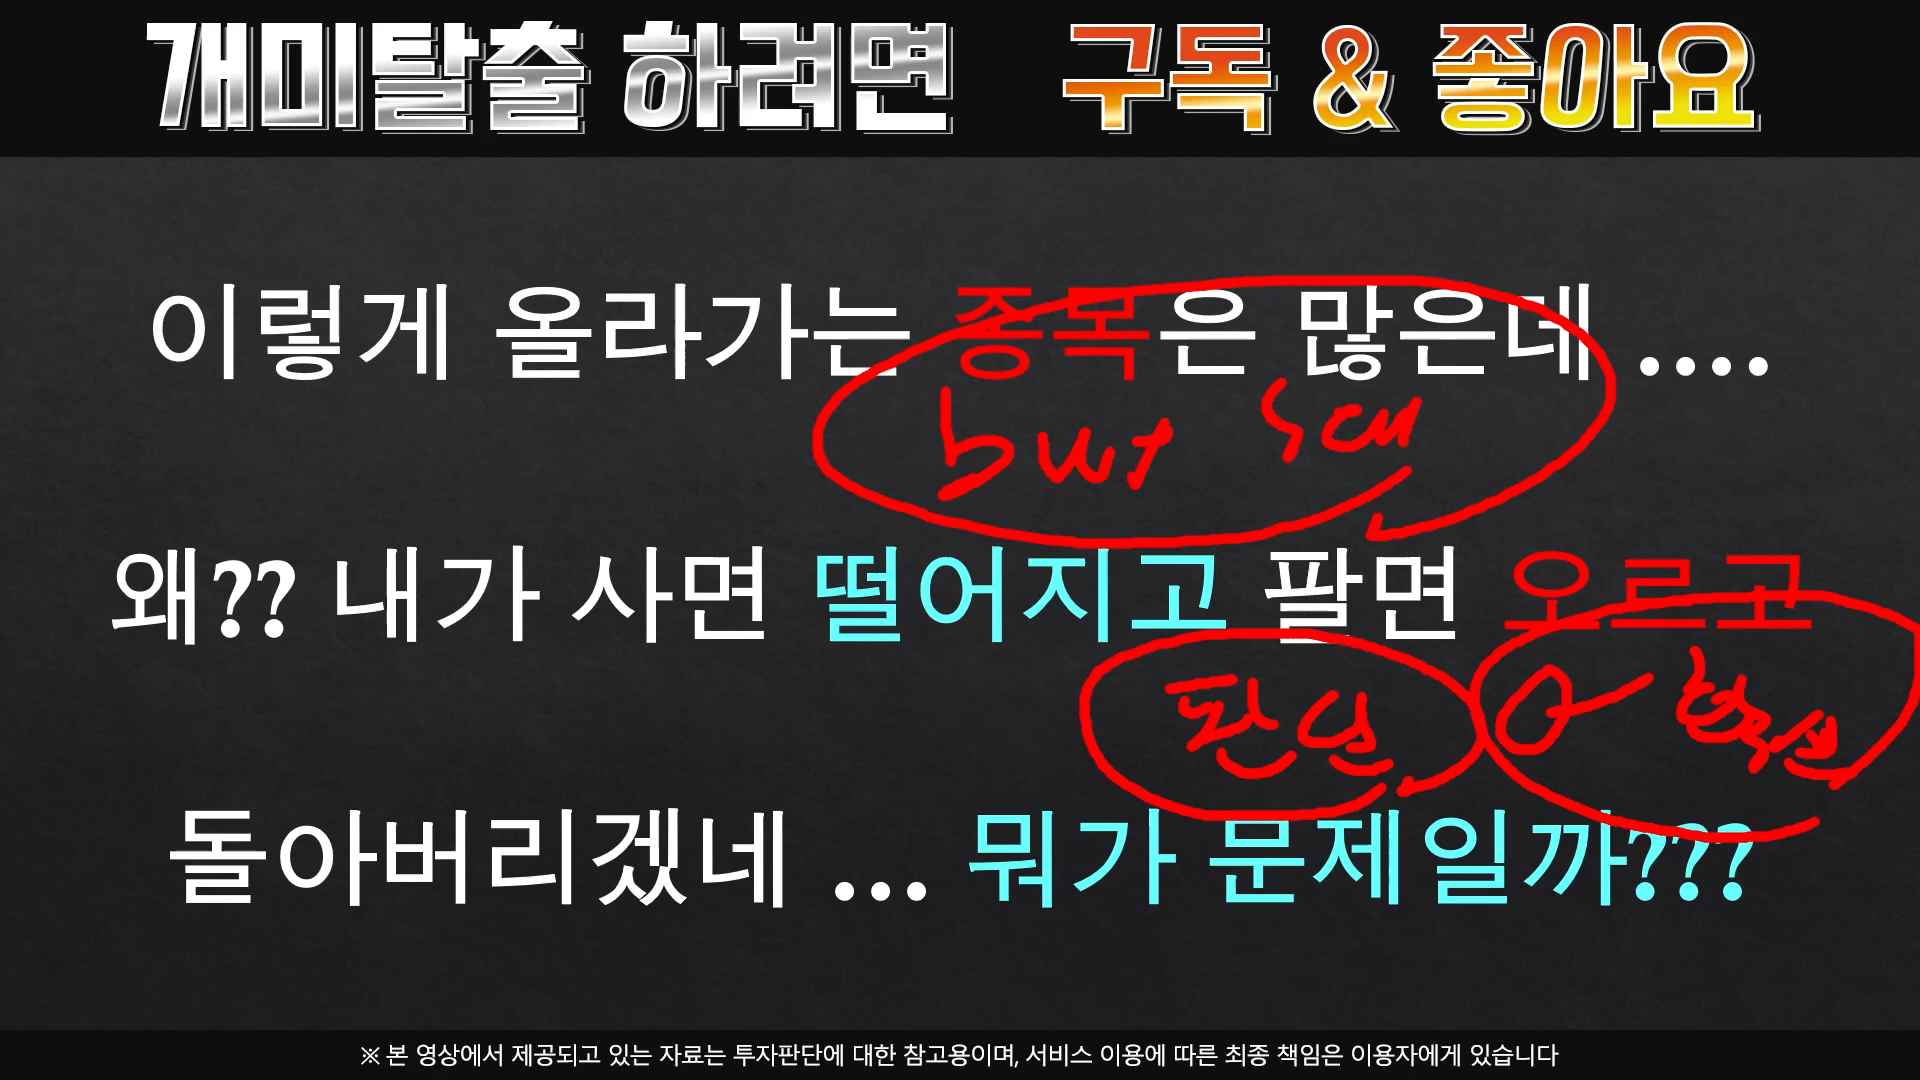 개미탈출 하려면 구독 & 좋아요
이렇게 올라가는 종목은 많은데 ....
but
왜?? 내가 사면 떨어지고 팔면 오르고
판단
돌아버리겠네 ... 뭐가 문제일까???
※ 본 영상에서 제공되고 있는 자료는 투자판단에 대한 참고용이며, 서비스 이용에 따른 최종 책임은 이용자에게 있습니다